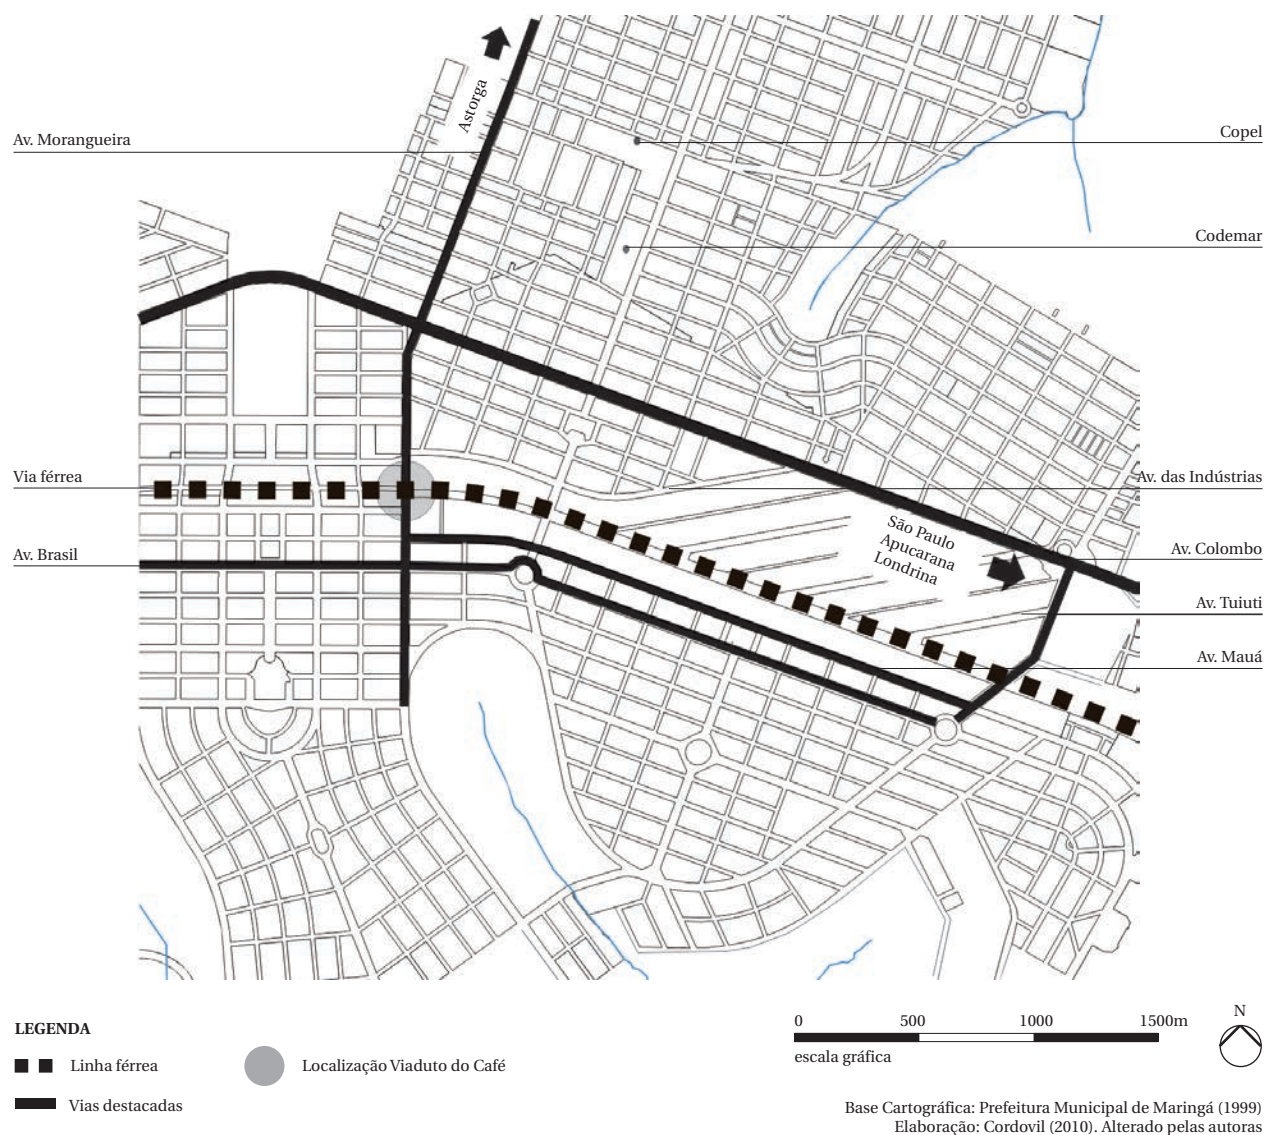 Astorga
Av. Morangueira
Copel
Codemar
Via férrea
Av. das Indústrias
São Paulo
Apucarana
Londrina
Av. Brasil
Av. Colombo
Av. Tuiuti
Av. Mauá
LEGENDA
Linha férrea
Localização Viaduto do Café
Vias destacadas
0 500 1000 1500m
escala gráfica
N
Base Cartográfica: Prefeitura Municipal de Maringá (1999)
Elaboração: Cordovil (2010). Alterado pelas autoras